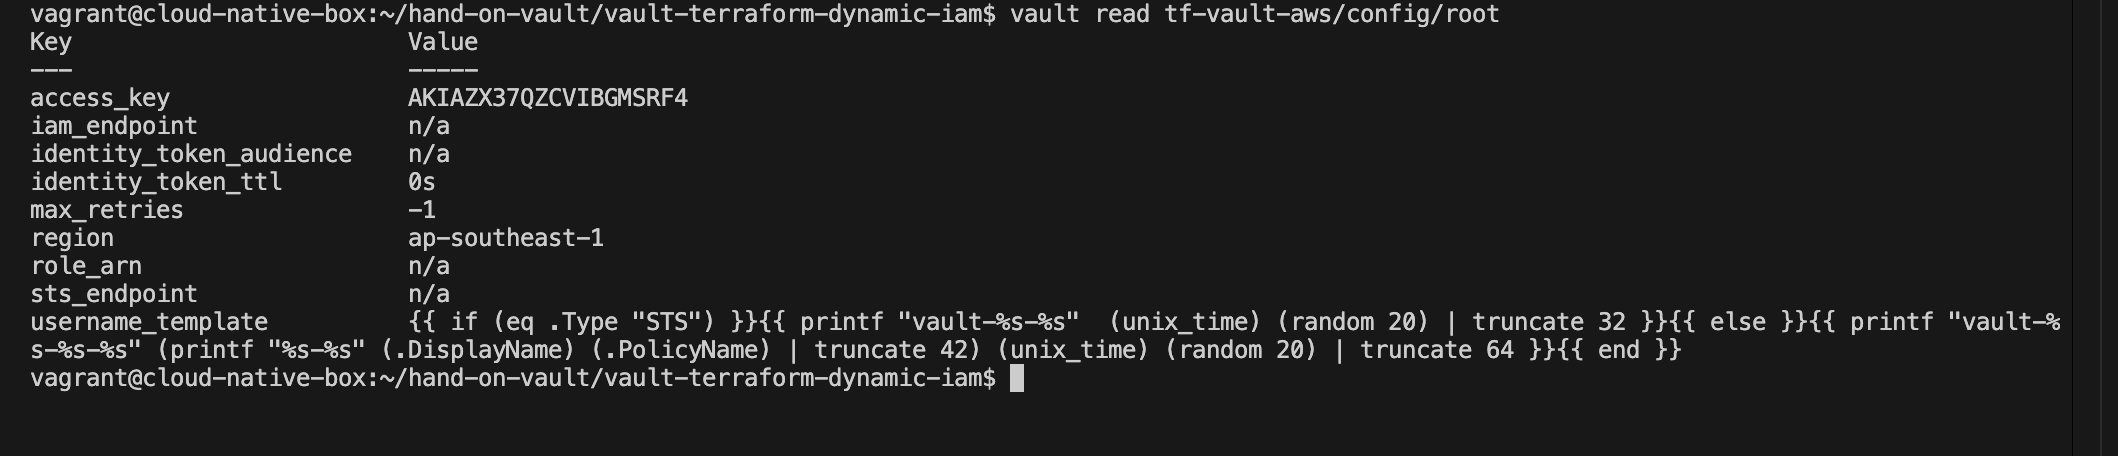 vagrant@cloud-native-box:~/hand-on-vault/vault-terraform-dynamic-iam$ vault read tf-vault-aws/config/root
Key                        Value
---                        -----
access_key                 AKIAZX37QZCVIBGMSRF4
iam_endpoint               n/a
identity_token_audience    n/a
identity_token_ttl         0s
max_retries                -1
region                     ap-southeast-1
role_arn                   n/a
sts_endpoint               n/a
username_template          {{ if (eq .Type "STS") }}{{ printf "vault-%s-%s"  (unix_time) (random 20) | truncate 32 }}{{ else }}{{ printf "vault-%
s-%s-%s" (printf "%s-%s" (.DisplayName) (.PolicyName) | truncate 42) (unix_time) (random 20) | truncate 64 }}{{ end }}
vagrant@cloud-native-box:~/hand-on-vault/vault-terraform-dynamic-iam$